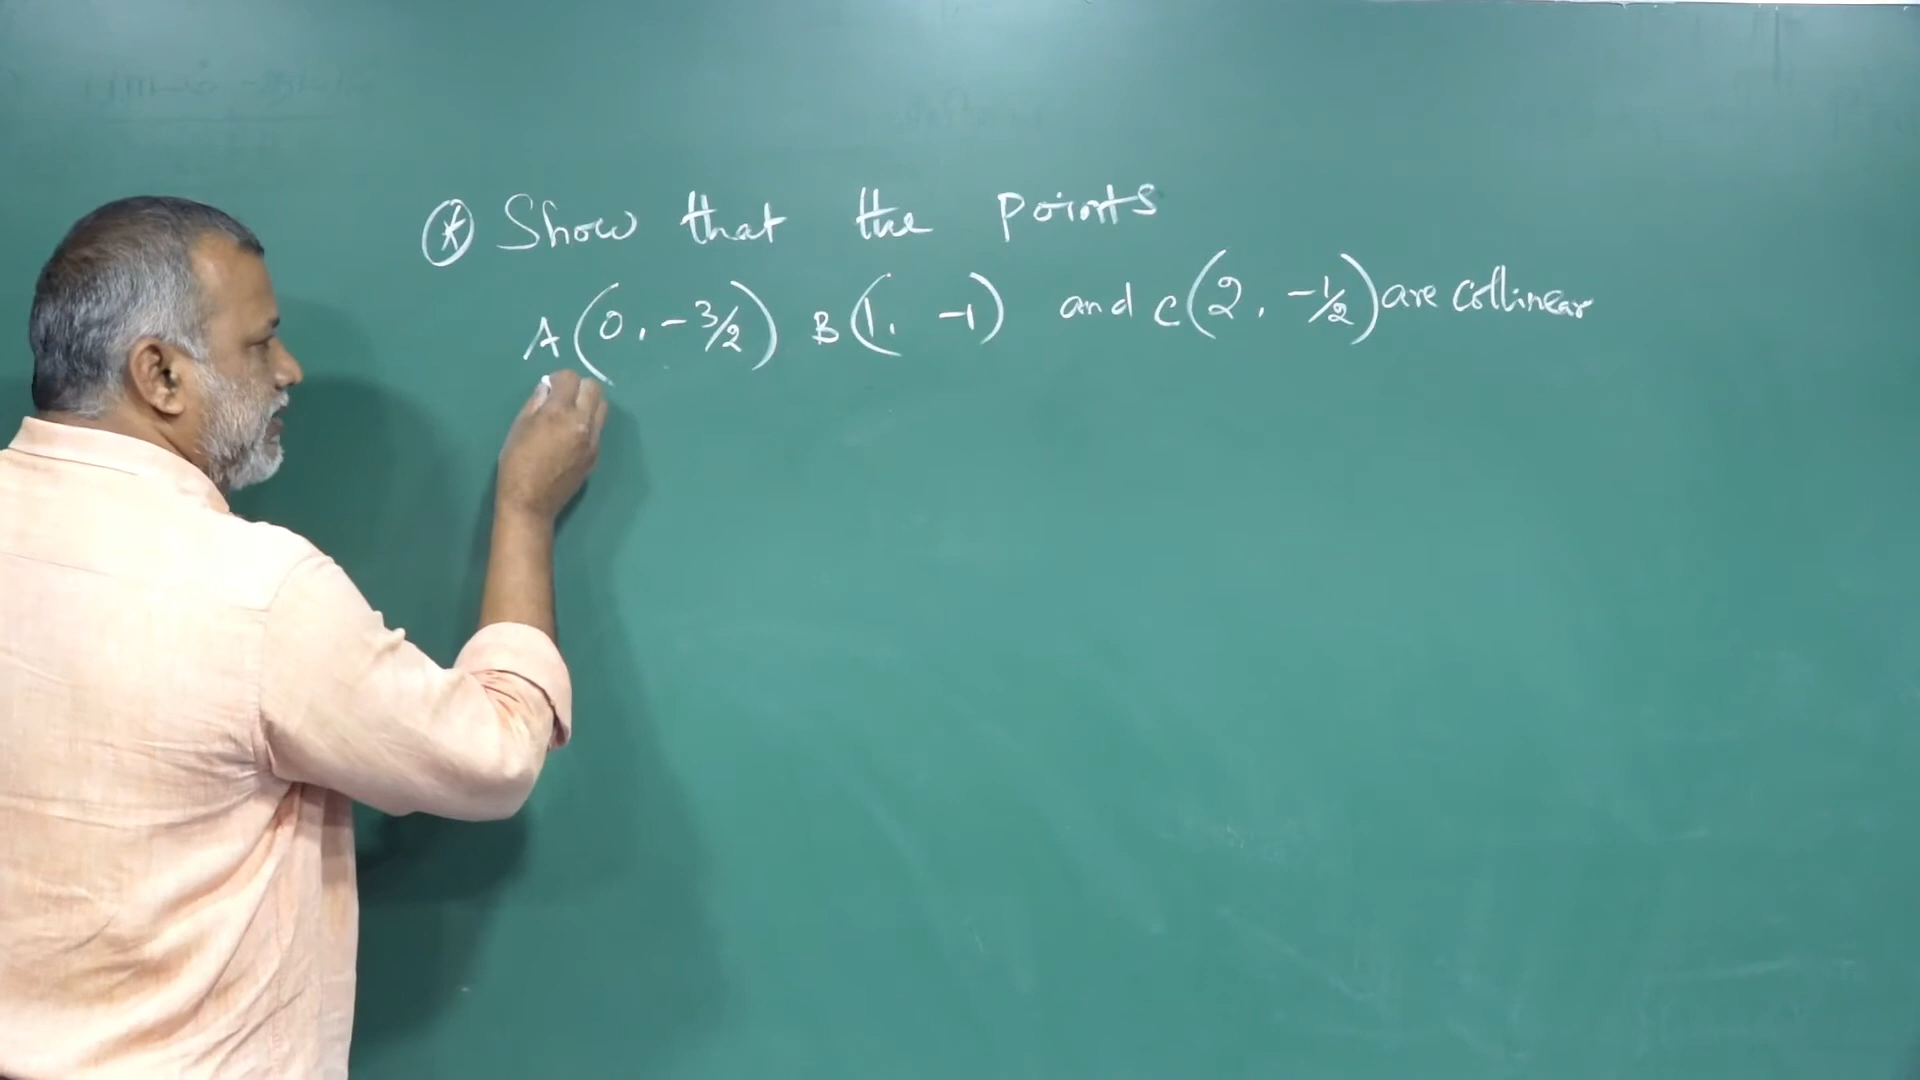 * Show that the points
A(0, -3/2) B(1, -1) and C(2, -1/2) are collinear